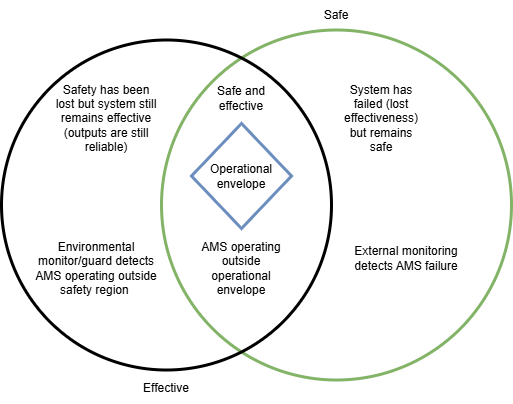 Safe
Safety has been
lost but system still
remains effective
(outputs are still
reliable)
Safe and
effective
System has
failed (lost
effectiveness)
but remains
safe
Operational
envelope
Environmental
monitor/guard detects
AMS operating outside
safety region
AMS operating
outside
operational
envelope
External monitoring
detects AMS failure
Effective